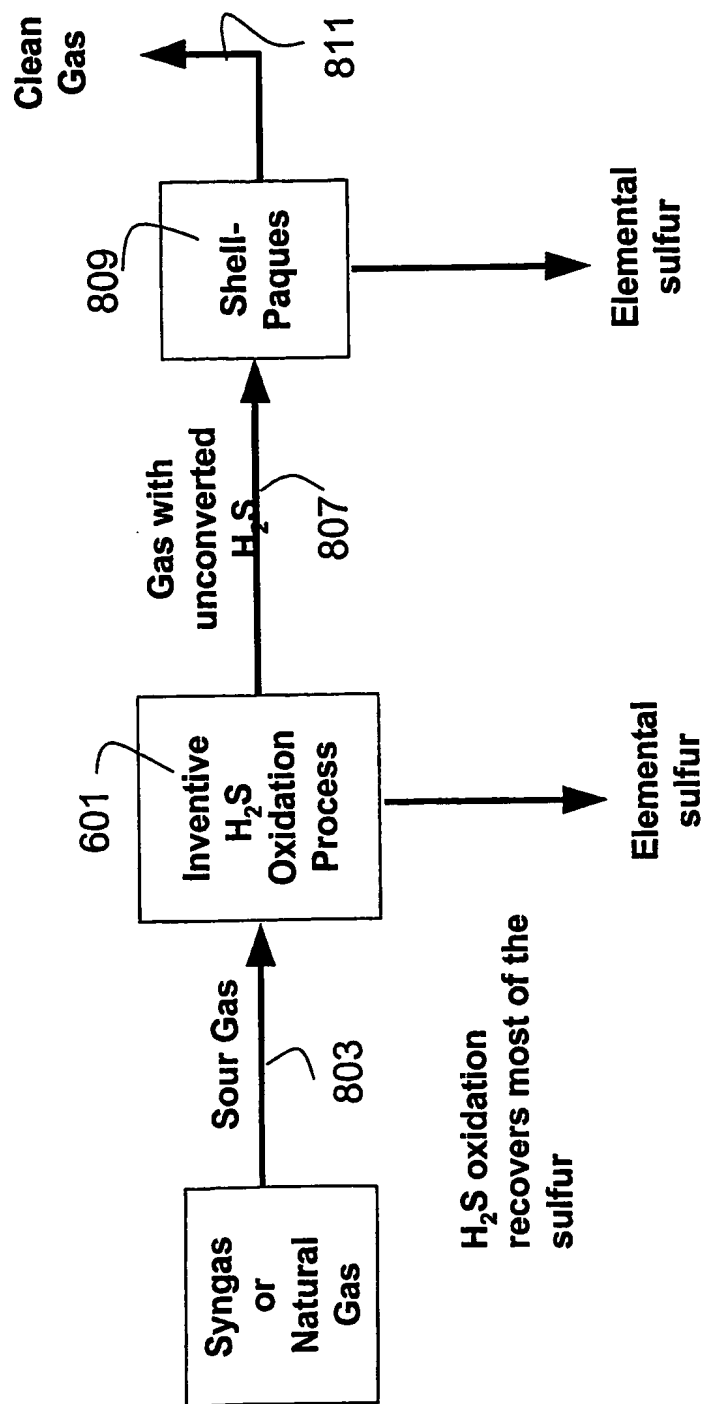 Syngas
or
Natural
Gas
Sour Gas
803
601
Inventive
H₂S
Oxidation
Process
Elemental
sulfur
H₂S oxidation
recovers most of the
sulfur
Gas with
unconverted
H₂S
807
809
Shell-
Paques
Elemental
sulfur
Clean
Gas
811